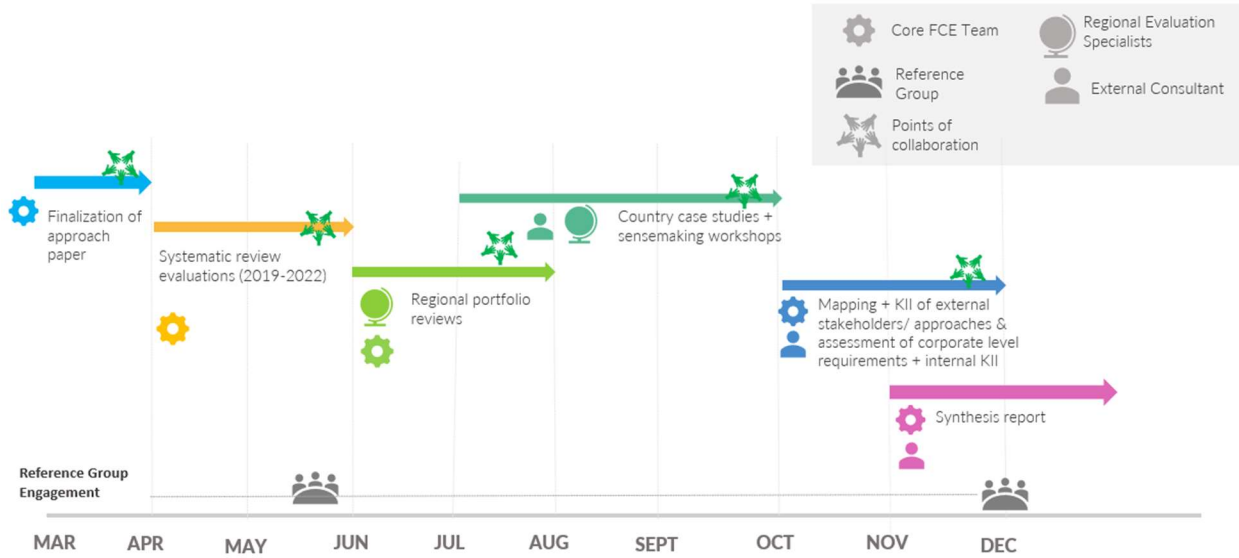 Core FCE Team
Regional Evaluation
Specialists
Reference
Group
External Consultant
Points of
collaboration
Finalization of
approach
paper
Systematic review
evaluations (2019-2022)
Regional portfolio
reviews
Country case studies +
sensemaking workshops
Mapping + KII of external
stakeholders/ approaches &
assessment of corporate level
requirements + internal KII
Synthesis report
Reference Group
Engagement
MAR APR MAY JUN JUL AUG SEPT OCT NOV DEC